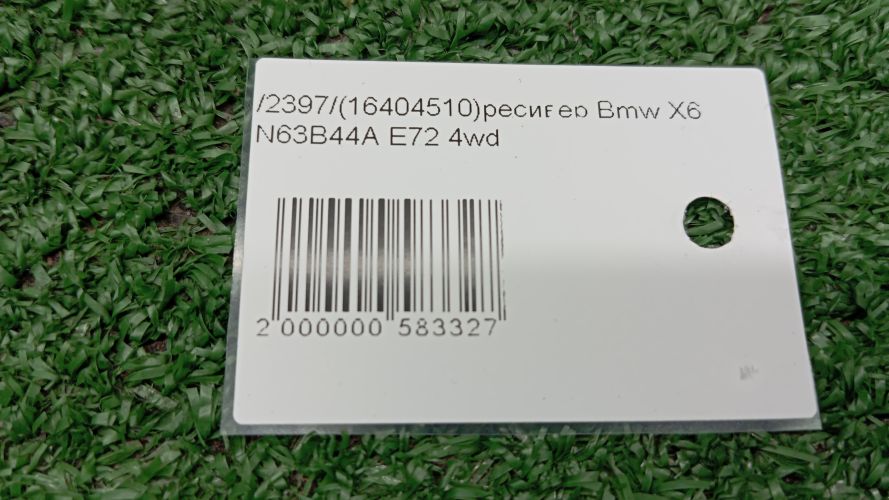 /2397/(16404510)ресивер Bmw X6
N63B44A E72 4wd
2 000000 583327